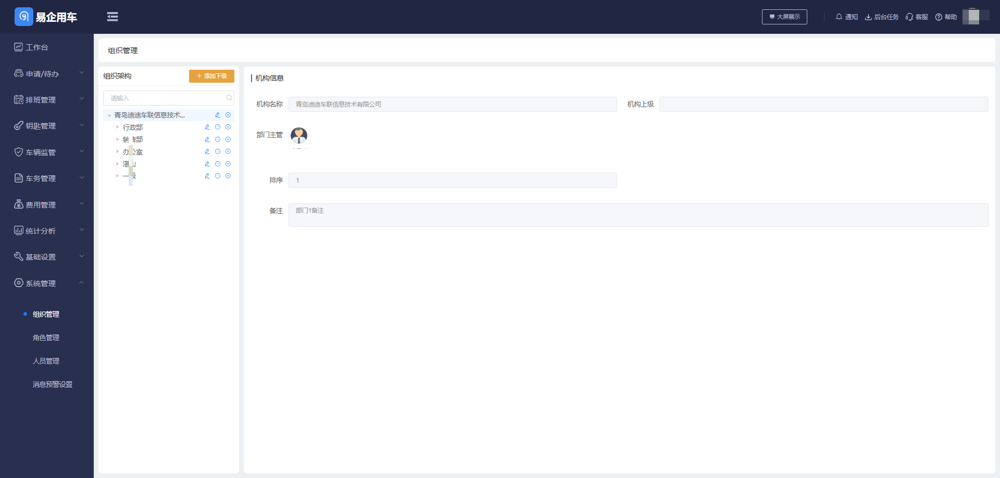 易企用车
大屏展示
通知
后台任务
客服
帮助
工作台
申请/待办
排班管理
钥匙管理
车辆监管
车务管理
费用管理
统计分析
基础设置
系统管理
组织管理
角色管理
人员管理
消息预警设置
组织管理
组织架构
添加下级
请输入
青岛迪迪车联信息技术...
行政部
销售部
办公室
湛山
一级
机构信息
机构名称
青岛迪迪车联信息技术有限公司
机构上级
部门主管
排序
1
备注
部门1备注